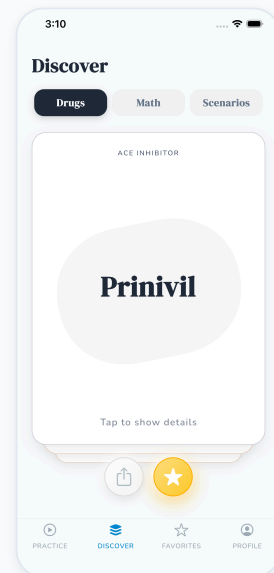 3:10
Discover
Drugs Math Scenarios
ACE INHIBITOR
Prinivil
Tap to show details
PRACTICE DISCOVER FAVORITES PROFILE